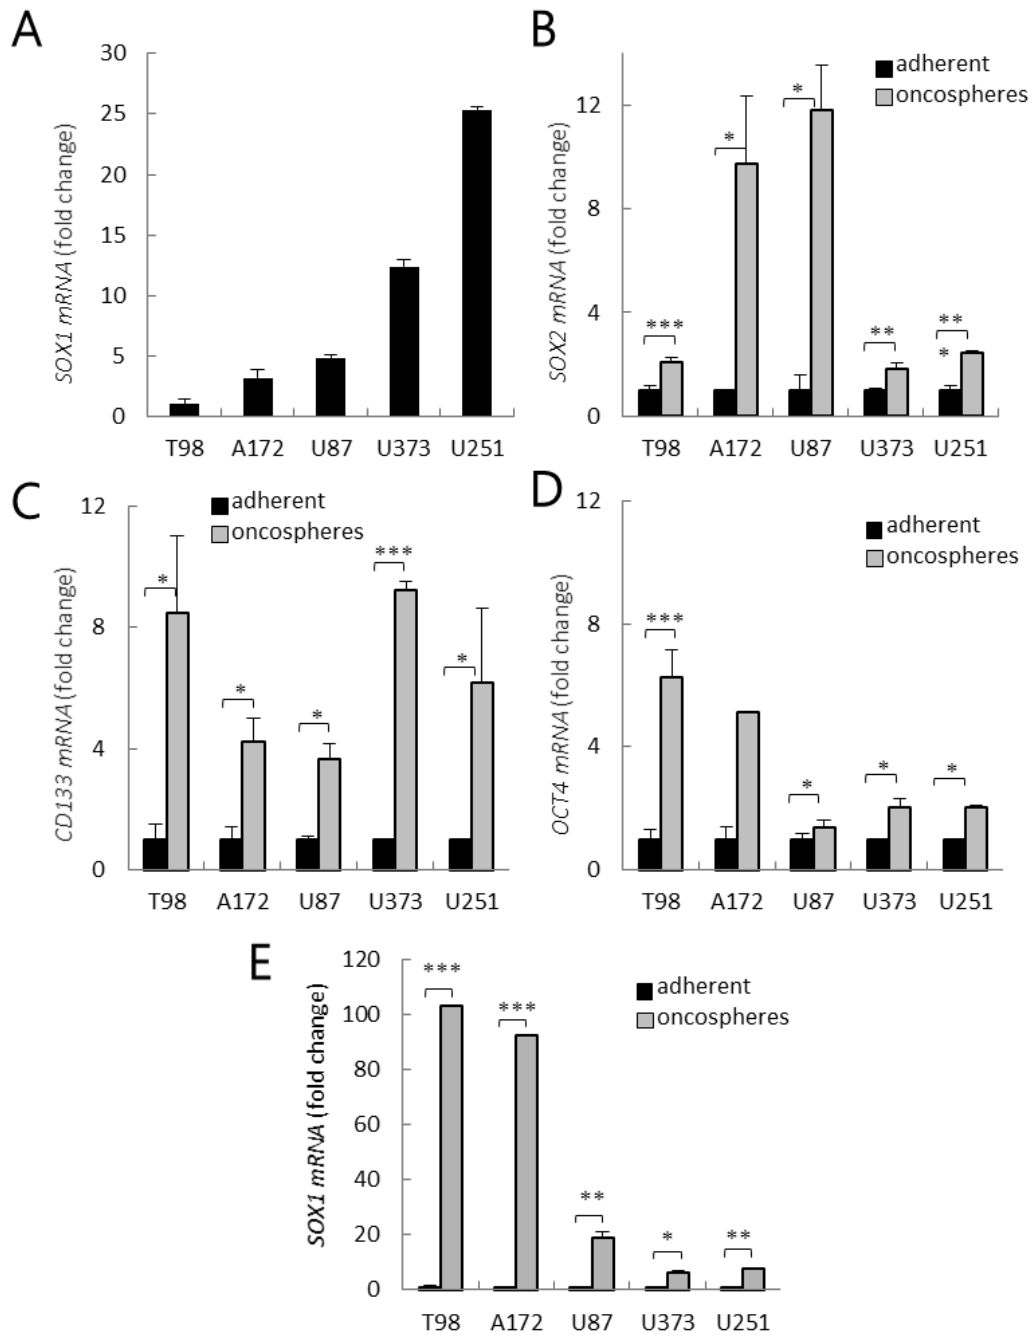 A
SOX1 mRNA (fold change)
30
25
20
15
10
5
0
T98 A172 U87 U373 U251
B
adherent
oncospheres
SOX2 mRNA (fold change)
12
8
4
0
*** * * ** **
*
T98 A172 U87 U373 U251
C
adherent
oncospheres
CD133 mRNA (fold change)
12
8
4
0
* * * *** *
T98 A172 U87 U373 U251
D
adherent
oncospheres
OCT4 mRNA (fold change)
12
8
4
0
*** * * *
T98 A172 U87 U373 U251
E
adherent
oncospheres
SOX1 mRNA (fold change)
120
100
80
60
40
20
0
*** *** ** * **
T98 A172 U87 U373 U251